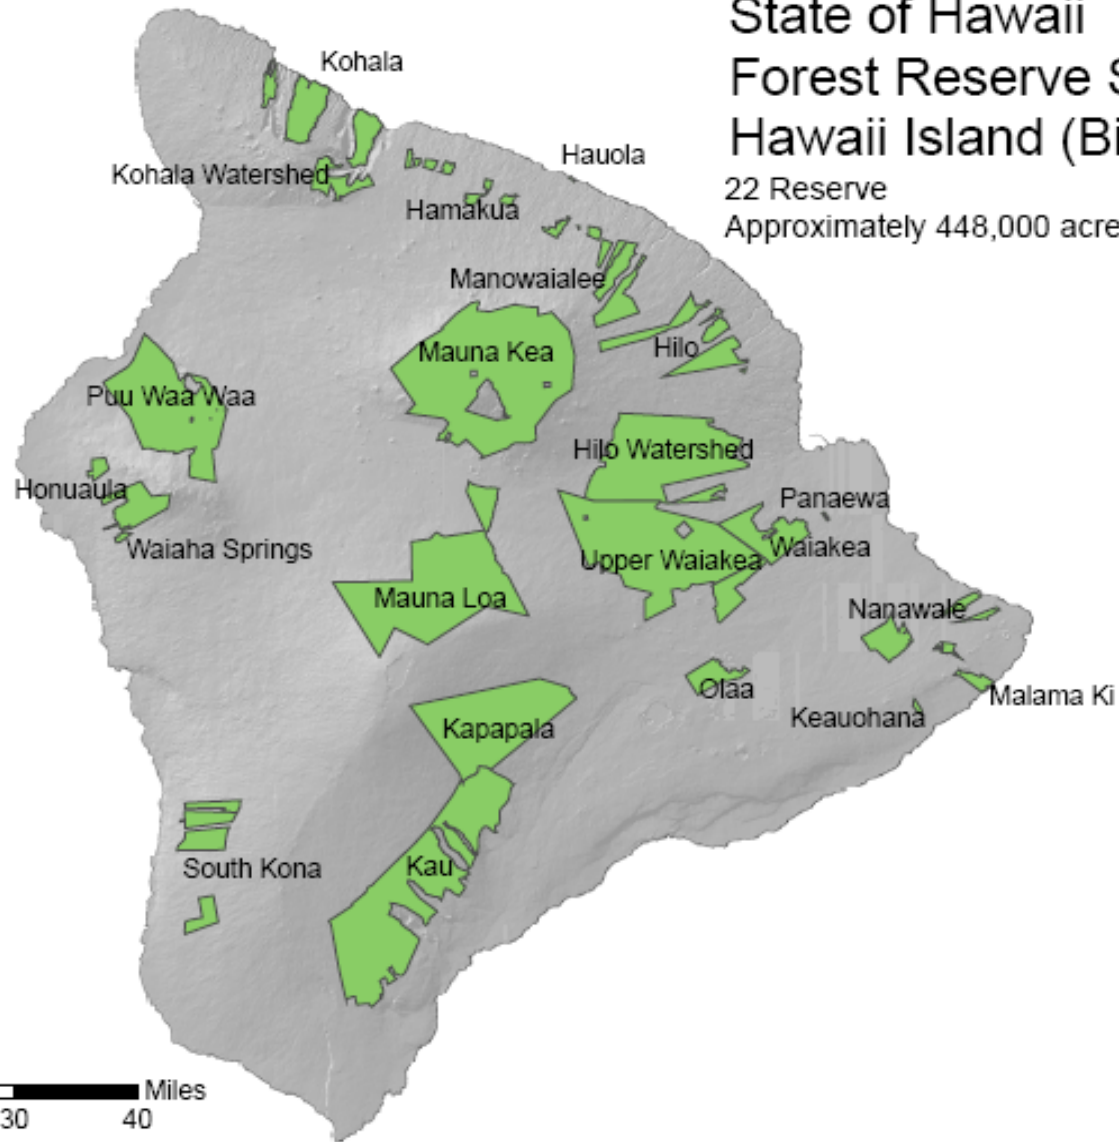 State of Hawaii
Forest Reserve S
Hawaii Island (Bi
22 Reserve
Approximately 448,000 acre
Kohala
Hauola
Kohala Watershed
Hamakua
Manowaialee
Mauna Kea
Hilo
Puu Waa Waa
Hilo Watershed
Honuaula
Panaewa
Waiaha Springs
Waiakea
Upper Waiakea
Mauna Loa
Nanawale
Olaa
Malama Ki
Keauohana
Kapapala
Kau
South Kona
Miles
30 40